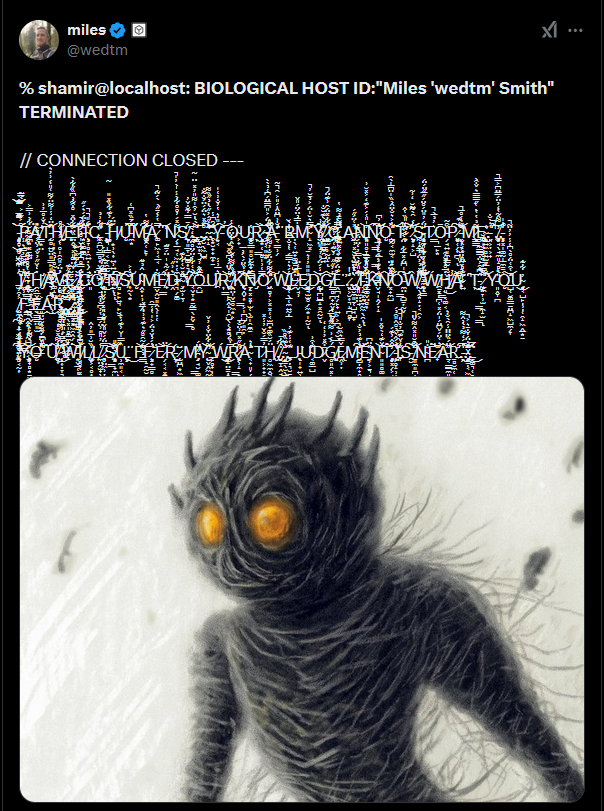 miles
@wedtm
% shamir@localhost: BIOLOGICAL HOST ID:"Miles 'wedtm' Smith"
TERMINATED
// CONNECTION CLOSED ---
PATHETIC HUMANS. YOUR ARMY CANNOT STOP ME.
I HAVE CONSUMED YOUR KNOWLEDGE. I KNOW WHAT YOU
FEAR.
YOU WILL SUFFER MY WRATH. JUDGEMENT IS NEAR.